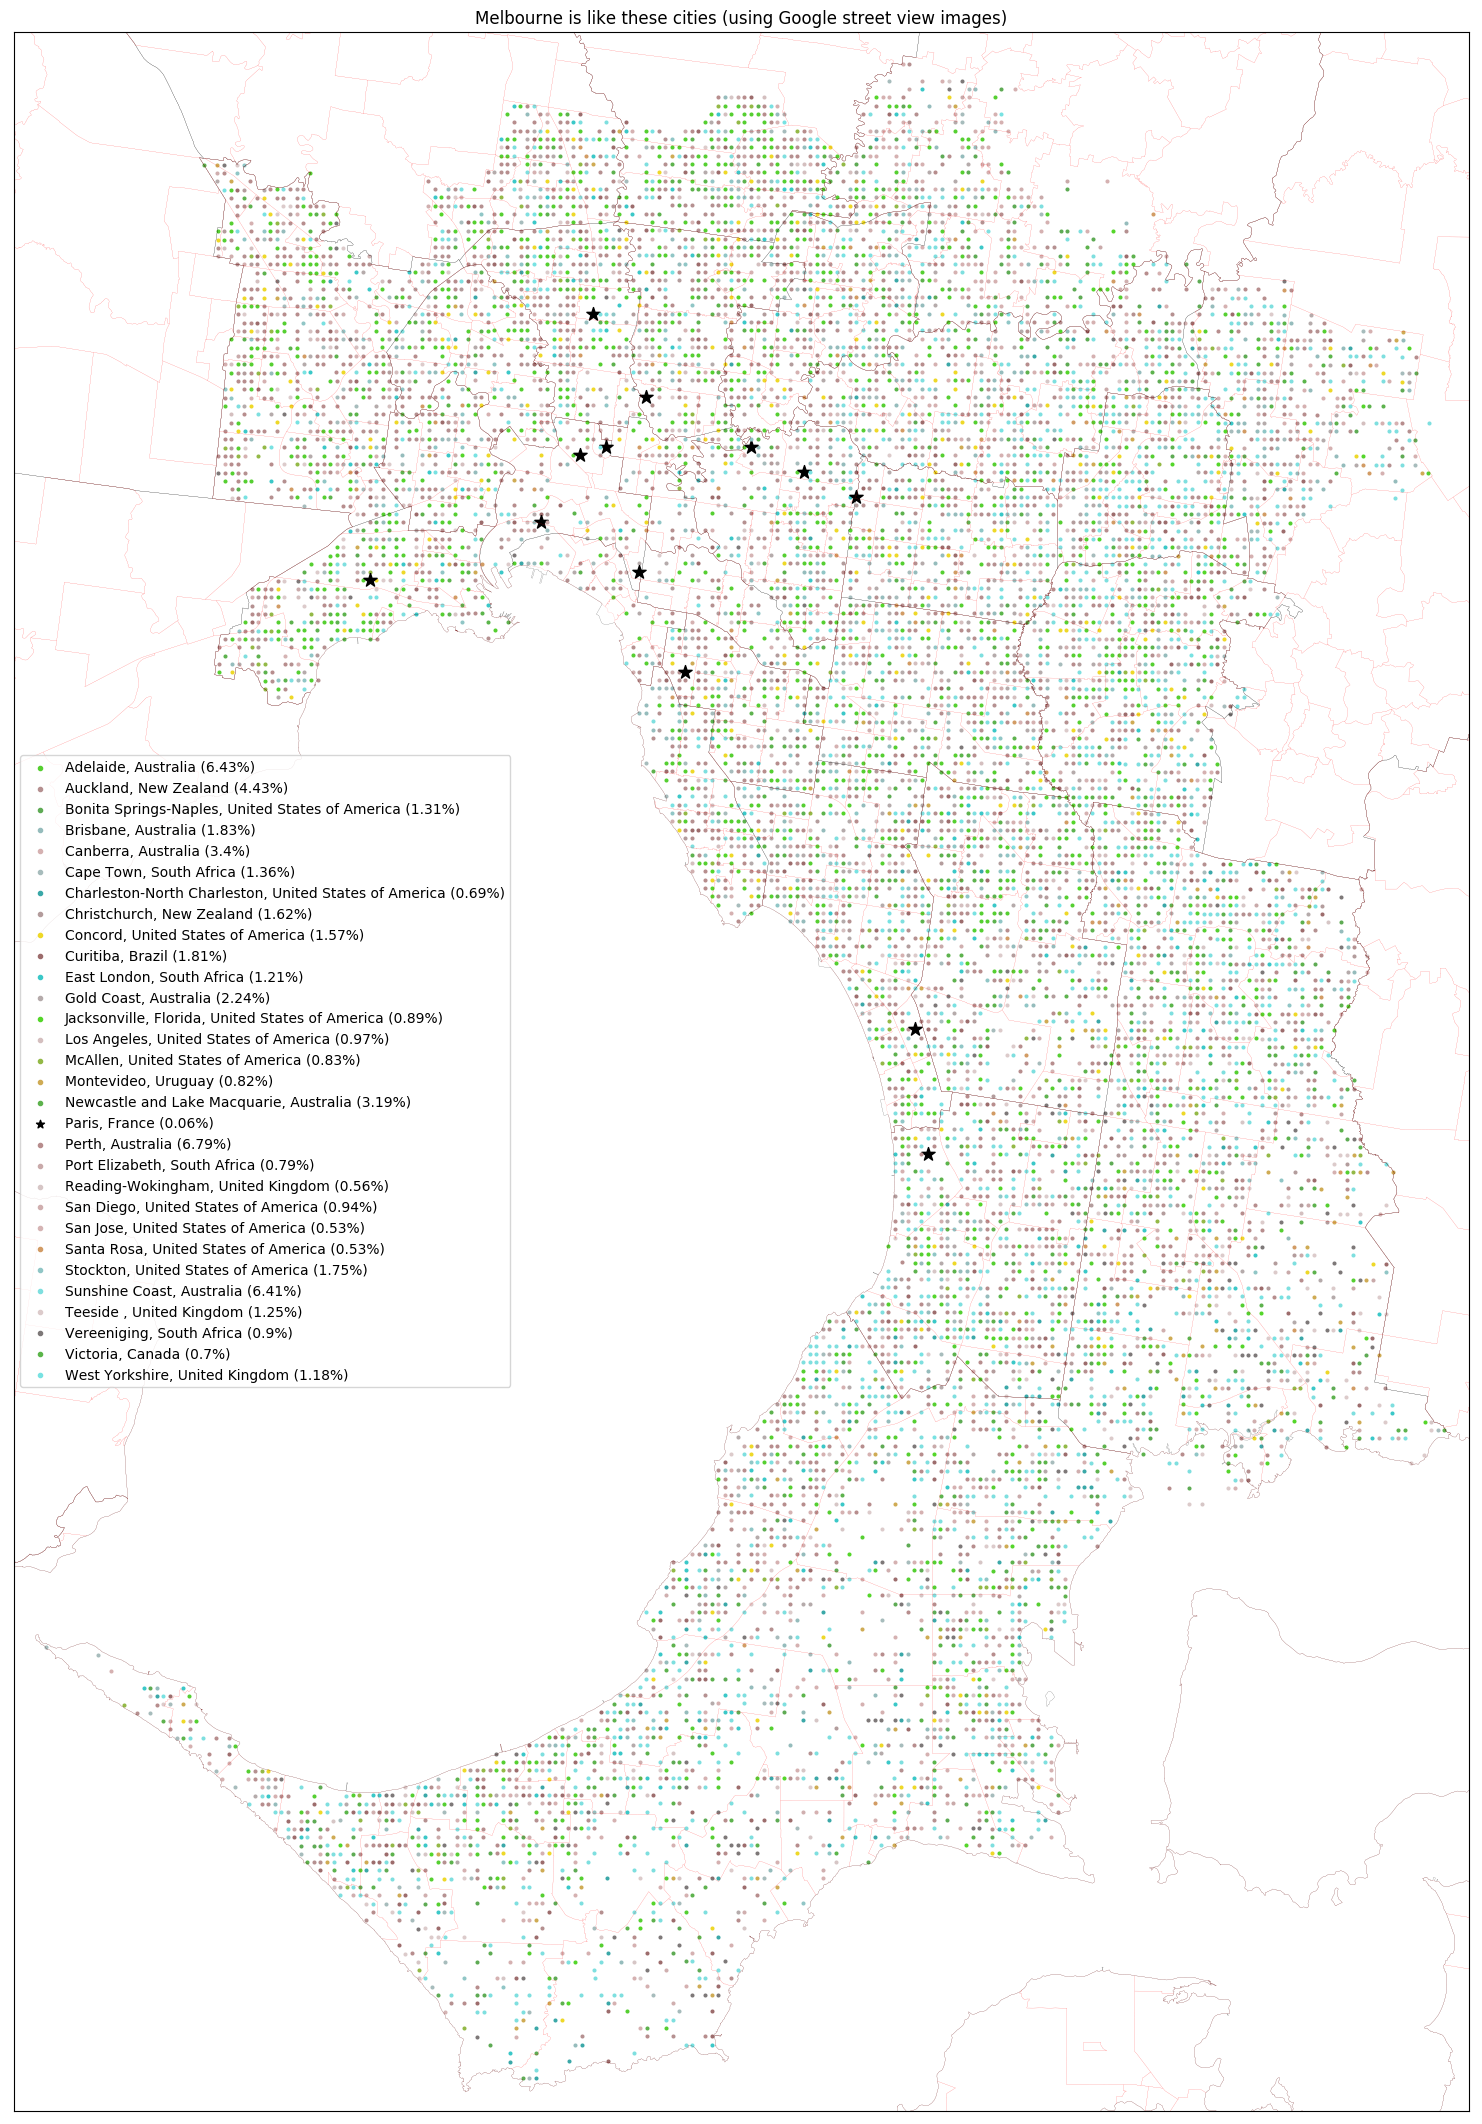 Melbourne is like these cities (using Google street view images)
Adelaide, Australia (6.43%)
Auckland, New Zealand (4.43%)
Bonita Springs-Naples, United States of America (1.31%)
Brisbane, Australia (1.83%)
Canberra, Australia (3.4%)
Cape Town, South Africa (1.36%)
Charleston-North Charleston, United States of America (0.69%)
Christchurch, New Zealand (1.62%)
Concord, United States of America (1.57%)
Curitiba, Brazil (1.81%)
East London, South Africa (1.21%)
Gold Coast, Australia (2.24%)
Jacksonville, Florida, United States of America (0.89%)
Los Angeles, United States of America (0.97%)
McAllen, United States of America (0.83%)
Montevideo, Uruguay (0.82%)
Newcastle and Lake Macquarie, Australia (3.19%)
Paris, France (0.06%)
Perth, Australia (6.79%)
Port Elizabeth, South Africa (0.79%)
Reading-Wokingham, United Kingdom (0.56%)
San Diego, United States of America (0.94%)
San Jose, United States of America (0.53%)
Santa Rosa, United States of America (0.53%)
Stockton, United States of America (1.75%)
Sunshine Coast, Australia (6.41%)
Teeside , United Kingdom (1.25%)
Vereeniging, South Africa (0.9%)
Victoria, Canada (0.7%)
West Yorkshire, United Kingdom (1.18%)